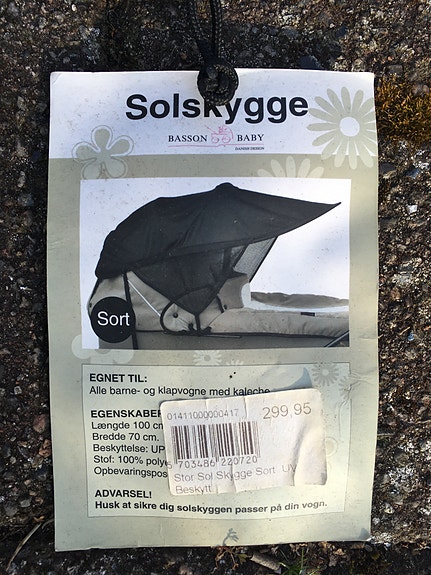 Solskygge
BASSON BABY
DANISH DESIGN
Sort
EGNET TIL:
Alle barne- og klapvogne med kaleche
EGENSKABER
Længde 100 cm
Bredde 70 cm.
Beskyttelse: UP
Stof: 100% polye
Opbevaringspos
ADVARSEL!
Husk at sikre dig solskyggen passer på din vogn.
01411000000417 299,95
5 703486 220720
Stor Sol Skygge Sort UV
Beskytt